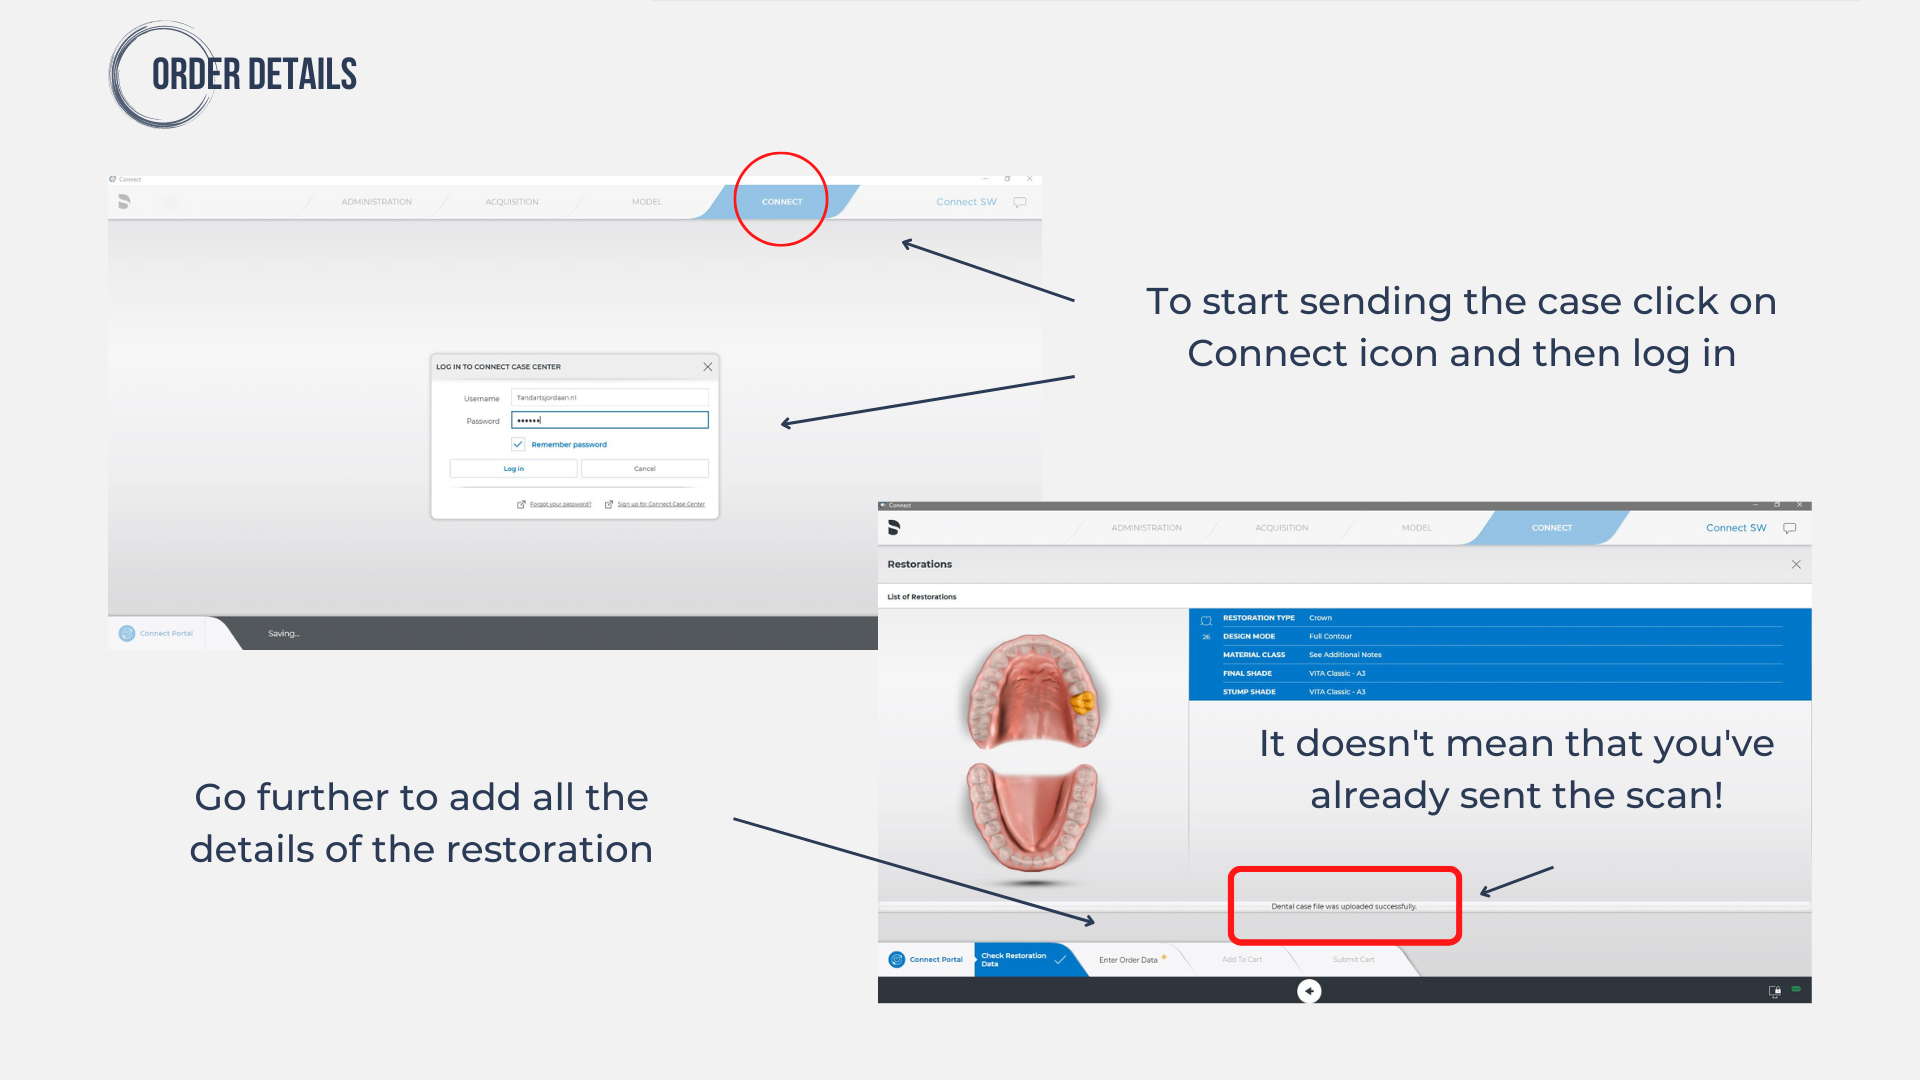 ORDER DETAILS
Connect
ADMINISTRATION
ACQUISITION
MODEL
CONNECT
Connect SW
To start sending the case click on
Connect icon and then log in
LOG IN TO CONNECT CASE CENTER
Username
Tandartsjordaan.nl
Password
••••••
Remember password
Log in
Cancel
Forgot your password?
Sign up for Connect Case Center
Connect Portal
Saving...
Connect
ADMINISTRATION
ACQUISITION
MODEL
CONNECT
Connect SW
Restorations
List of Restorations
RESTORATION TYPE Crown
26 DESIGN MODE Full Contour
MATERIAL CLASS See Additional Notes
FINAL SHADE VITA Classic - A3
STUMP SHADE VITA Classic - A3
It doesn't mean that you've
already sent the scan!
Go further to add all the
details of the restoration
Dental case file was uploaded successfully.
Connect Portal
Check Restoration
Data
Enter Order Data
Add To Cart
Submit Cart